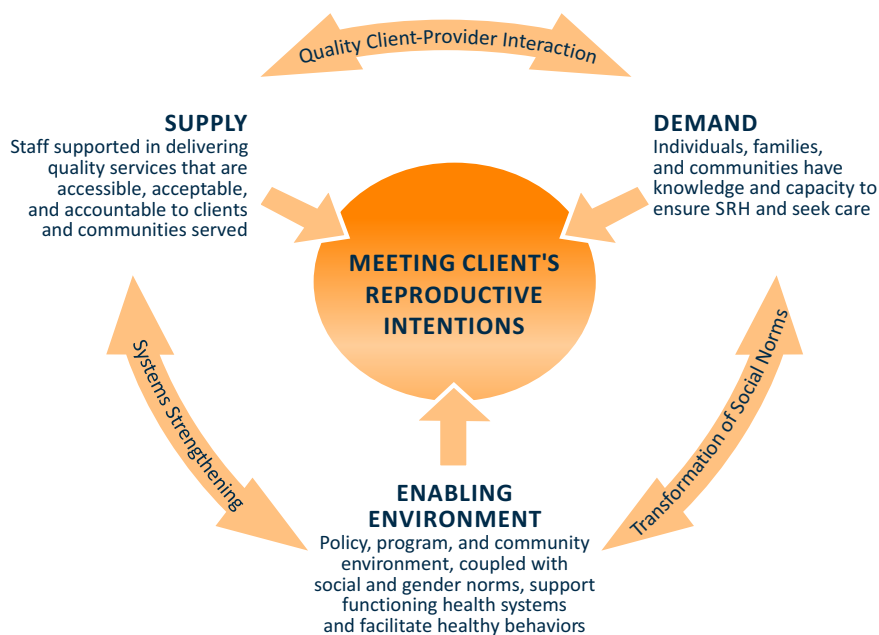 Quality Client-Provider Interaction
SUPPLY
Staff supported in delivering
quality services that are
accessible, acceptable,
and accountable to clients
and communities served
DEMAND
Individuals, families,
and communities have
knowledge and capacity to
ensure SRH and seek care
MEETING CLIENT'S
REPRODUCTIVE
INTENTIONS
Systems Strengthening
Transformation of Social Norms
ENABLING
ENVIRONMENT
Policy, program, and community
environment, coupled with
social and gender norms, support
functioning health systems
and facilitate healthy behaviors